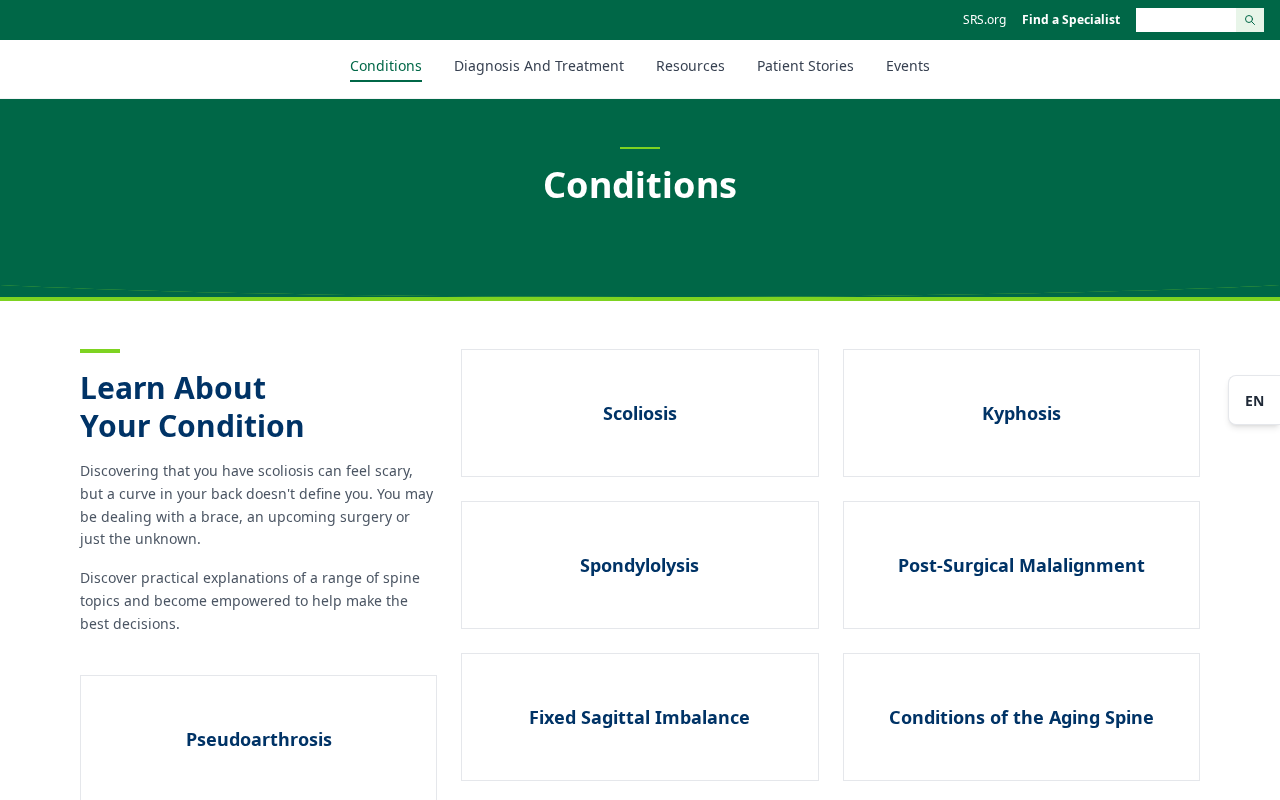 SRS.org
Find a Specialist
Conditions
Diagnosis And Treatment
Resources
Patient Stories
Events
Conditions
Learn About
Your Condition
Discovering that you have scoliosis can feel scary,
but a curve in your back doesn't define you. You may
be dealing with a brace, an upcoming surgery or
just the unknown.
Discover practical explanations of a range of spine
topics and become empowered to help make the
best decisions.
Scoliosis
Kyphosis
EN
Spondylolysis
Post-Surgical Malalignment
Fixed Sagittal Imbalance
Conditions of the Aging Spine
Pseudoarthrosis